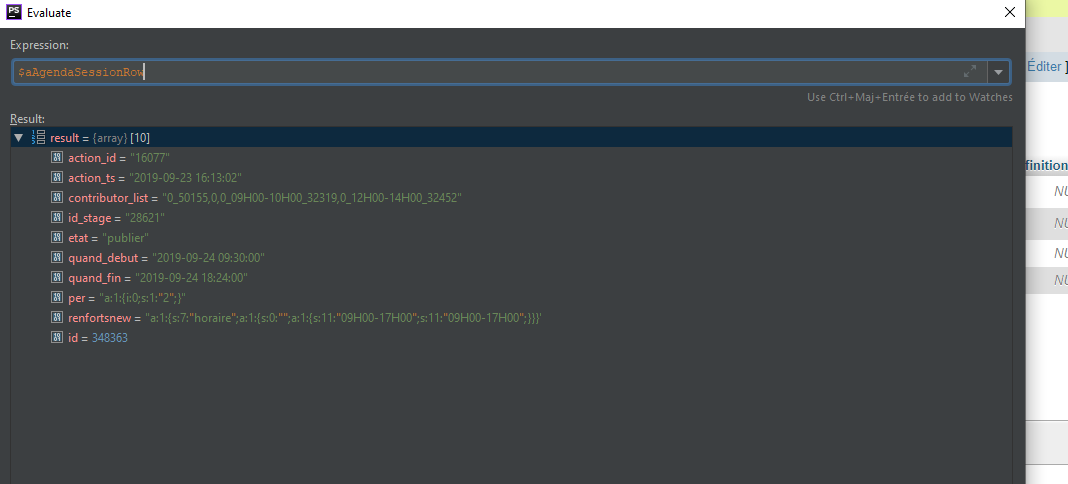 PS Evaluate
Expression:
$aAgendaSessionRow
Use Ctrl+Maj+Entrée to add to Watches
Result:
result = {array} [10]
action_id = "16077"
action_ts = "2019-09-23 16:13:02"
contributor_list = "0_50155,0,0_09H00-10H00_32319,0_12H00-14H00_32452"
id_stage = "28621"
etat = "publier"
quand_debut = "2019-09-24 09:30:00"
quand_fin = "2019-09-24 18:24:00"
per = "a:1:{i:0;s:1:"2";}"
renfortsnew = "a:1:{s:7:"horaire";a:1:{s:0:"";a:1:{s:11:"09H00-17H00";s:11:"09H00-17H00";}}}"
id = 348363
Éditer ]
finition
NU
NU
NU
NU